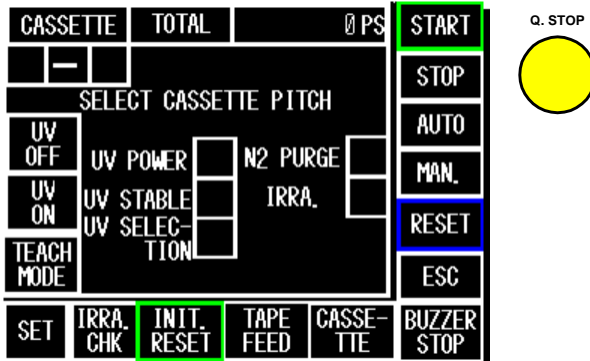 CASSETTE TOTAL 0 PS START Q. STOP
— STOP
SELECT CASSETTE PITCH
AUTO
UV
OFF
UV POWER N2 PURGE
MAN.
UV
ON
UV STABLE IRRA.
UV SELEC-
TION
RESET
TEACH
MODE
ESC
SET
IRRA.
CHK
INIT.
RESET
TAPE
FEED
CASSE-
TTE
BUZZER
STOP